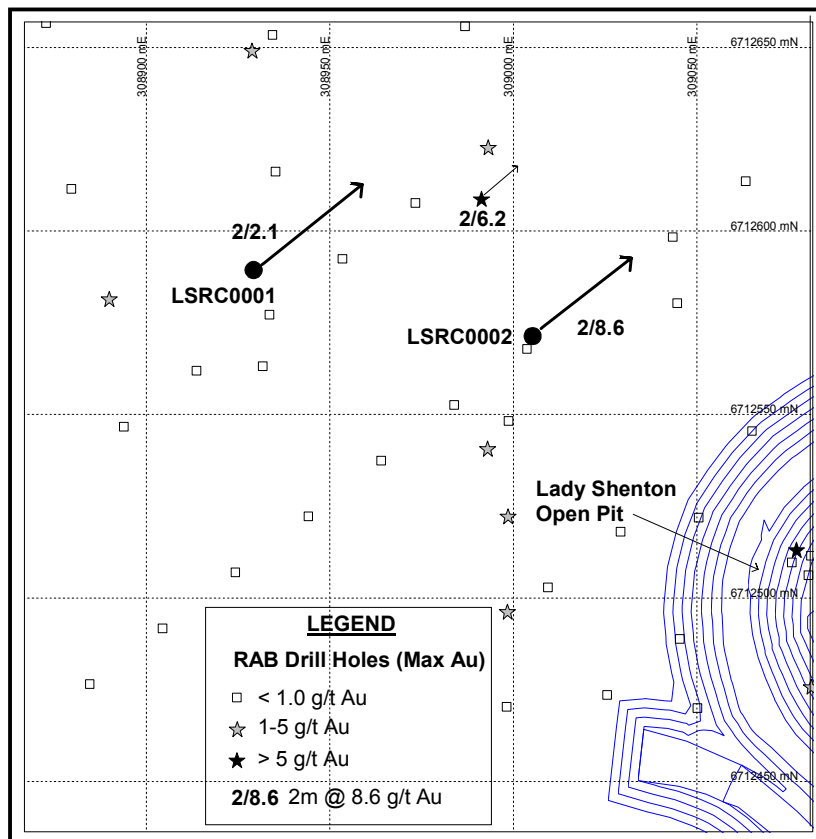 308900 mE
308950 mE
309000 mE
309050 mE
6712650 mN
2/2.1
2/6.2
6712600 mN
LSRC0001
LSRC0002
2/8.6
6712550 mN
Lady Shenton
Open Pit
6712500 mN
LEGEND
RAB Drill Holes (Max Au)
< 1.0 g/t Au
1-5 g/t Au
> 5 g/t Au
2/8.6 2m @ 8.6 g/t Au
6712450 mN